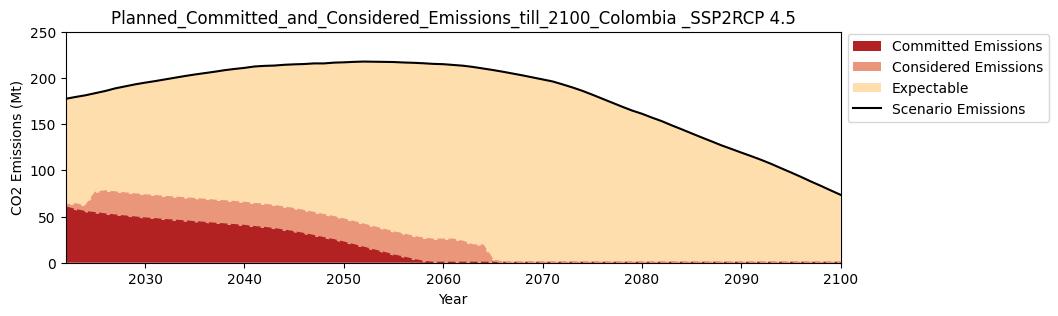 Planned_Committed_and_Considered_Emissions_till_2100_Colombia _SSP2RCP 4.5
250
200
150
100
50
0
CO2 Emissions (Mt)
2030 2040 2050 2060 2070 2080 2090 2100
Year
Committed Emissions
Considered Emissions
Expectable
Scenario Emissions